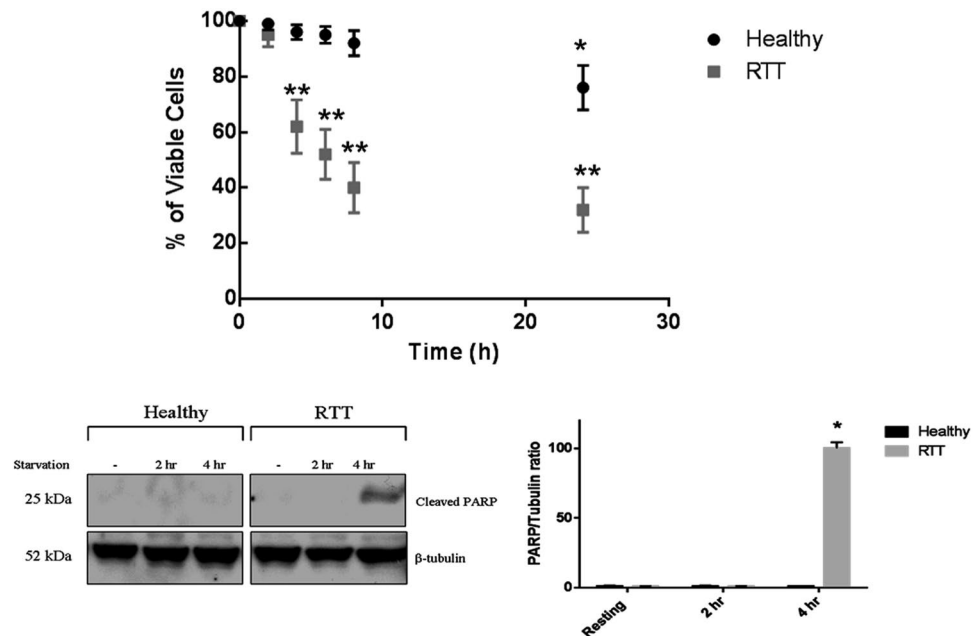 100
80
60
40
20
0
% of Viable Cells
0 10 20 30
Time (h)
*
**
**
**
**
Healthy
RTT
Healthy RTT
Starvation - 2 hr 4 hr - 2 hr 4 hr
25 kDa Cleaved PARP
52 kDa β-tubulin
PARP/Tubulin ratio
100
50
0
*
Resting 2 hr 4 hr
Healthy
RTT